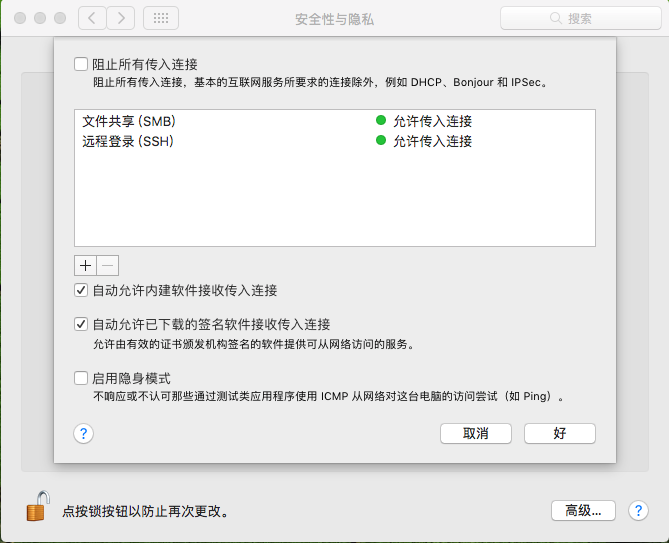 安全性与隐私
搜索
阻止所有传入连接
阻止所有传入连接，基本的互联网服务所要求的连接除外，例如 DHCP、Bonjour 和 IPSec。
文件共享 (SMB) 允许传入连接
远程登录 (SSH) 允许传入连接
自动允许内建软件接收传入连接
自动允许已下载的签名软件接收传入连接
允许由有效的证书颁发机构签名的软件提供可从网络访问的服务。
启用隐身模式
不响应或不认可那些通过测试类应用程序使用 ICMP 从网络对这台电脑的访问尝试（如 Ping）。
? 取消 好
点按锁按钮以防止再次更改。 高级... ?